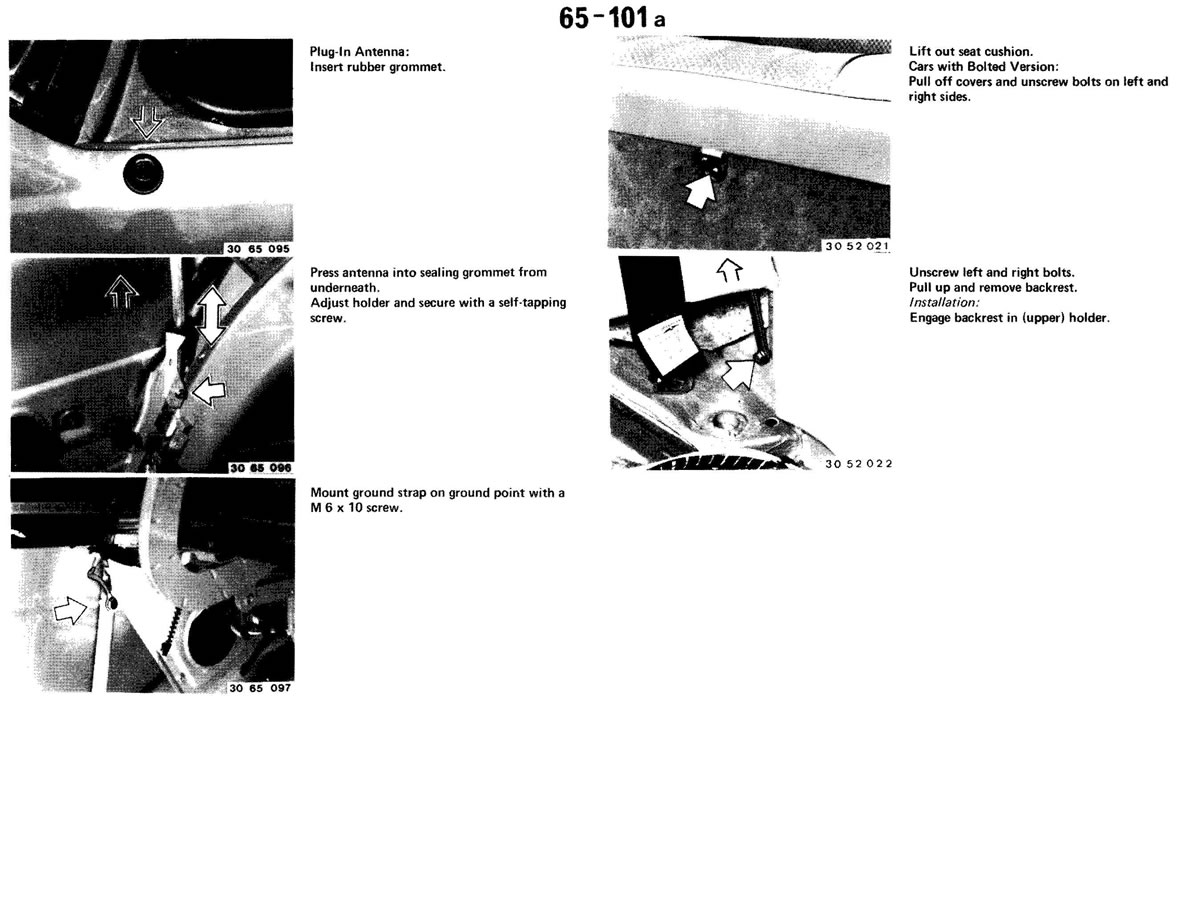 65-101a
Plug-In Antenna:
Insert rubber grommet.
30 65 095
Press antenna into sealing grommet from
underneath.
Adjust holder and secure with a self-tapping
screw.
30 65 096
Mount ground strap on ground point with a
M 6 x 10 screw.
30 65 097
Lift out seat cushion.
Cars with Bolted Version:
Pull off covers and unscrew bolts on left and
right sides.
30 52 021
Unscrew left and right bolts.
Pull up and remove backrest.
Installation:
Engage backrest in (upper) holder.
30 52 022